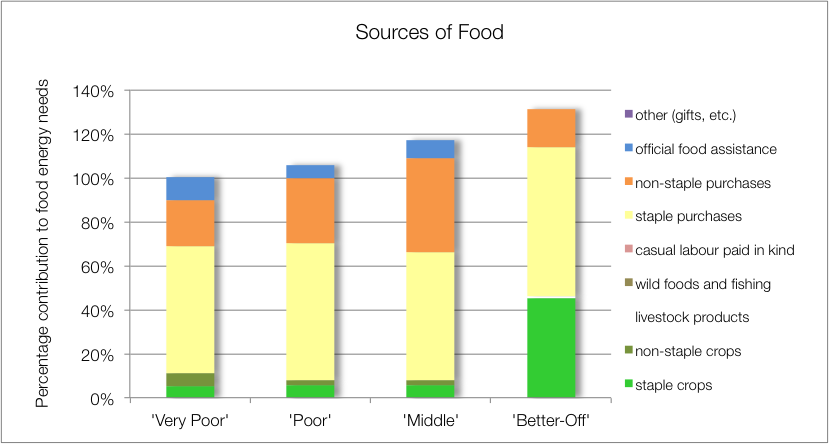 Sources of Food
Percentage contribution to food energy needs
140%
120%
100%
80%
60%
40%
20%
0%
'Very Poor' 'Poor' 'Middle' 'Better-Off'
other (gifts, etc.)
official food assistance
non-staple purchases
staple purchases
casual labour paid in kind
wild foods and fishing
livestock products
non-staple crops
staple crops